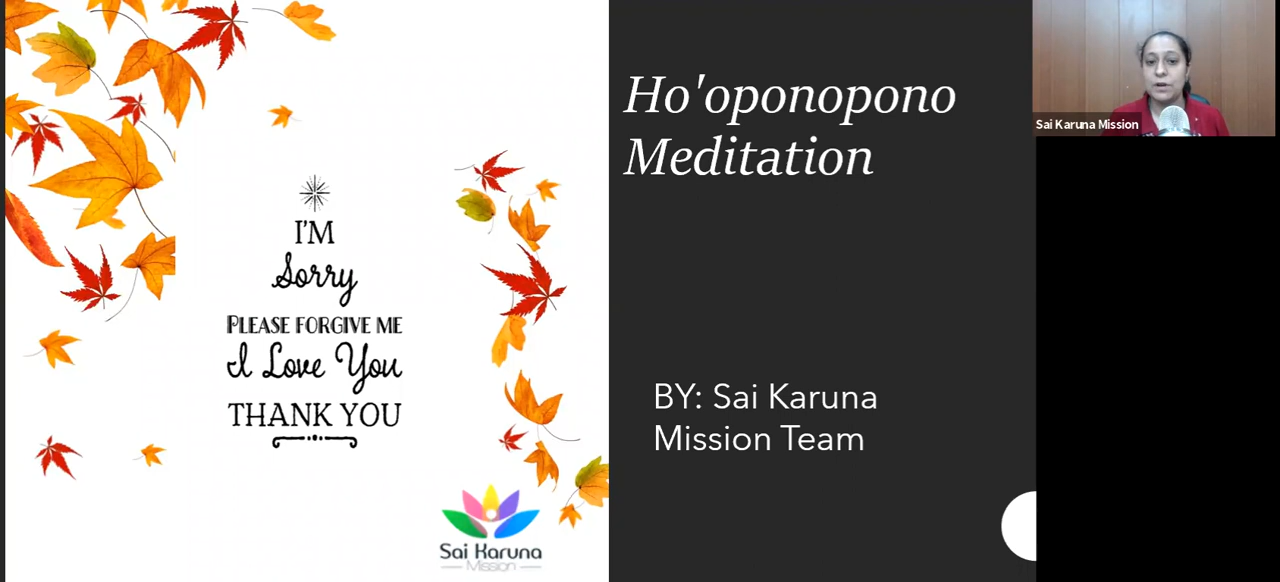 I'M
Sorry
PLEASE FORGIVE ME
I Love You
THANK YOU
Sai Karuna
Mission
Ho'oponopono
Meditation
BY: Sai Karuna
Mission Team
Sai Karuna Mission